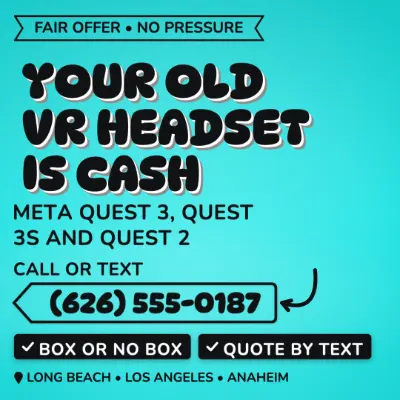 FAIR OFFER • NO PRESSURE
YOUR OLD
VR HEADSET
IS CASH
META QUEST 3, QUEST
3S AND QUEST 2
CALL OR TEXT
(626) 555-0187
✓ BOX OR NO BOX ✓ QUOTE BY TEXT
LONG BEACH • LOS ANGELES • ANAHEIM